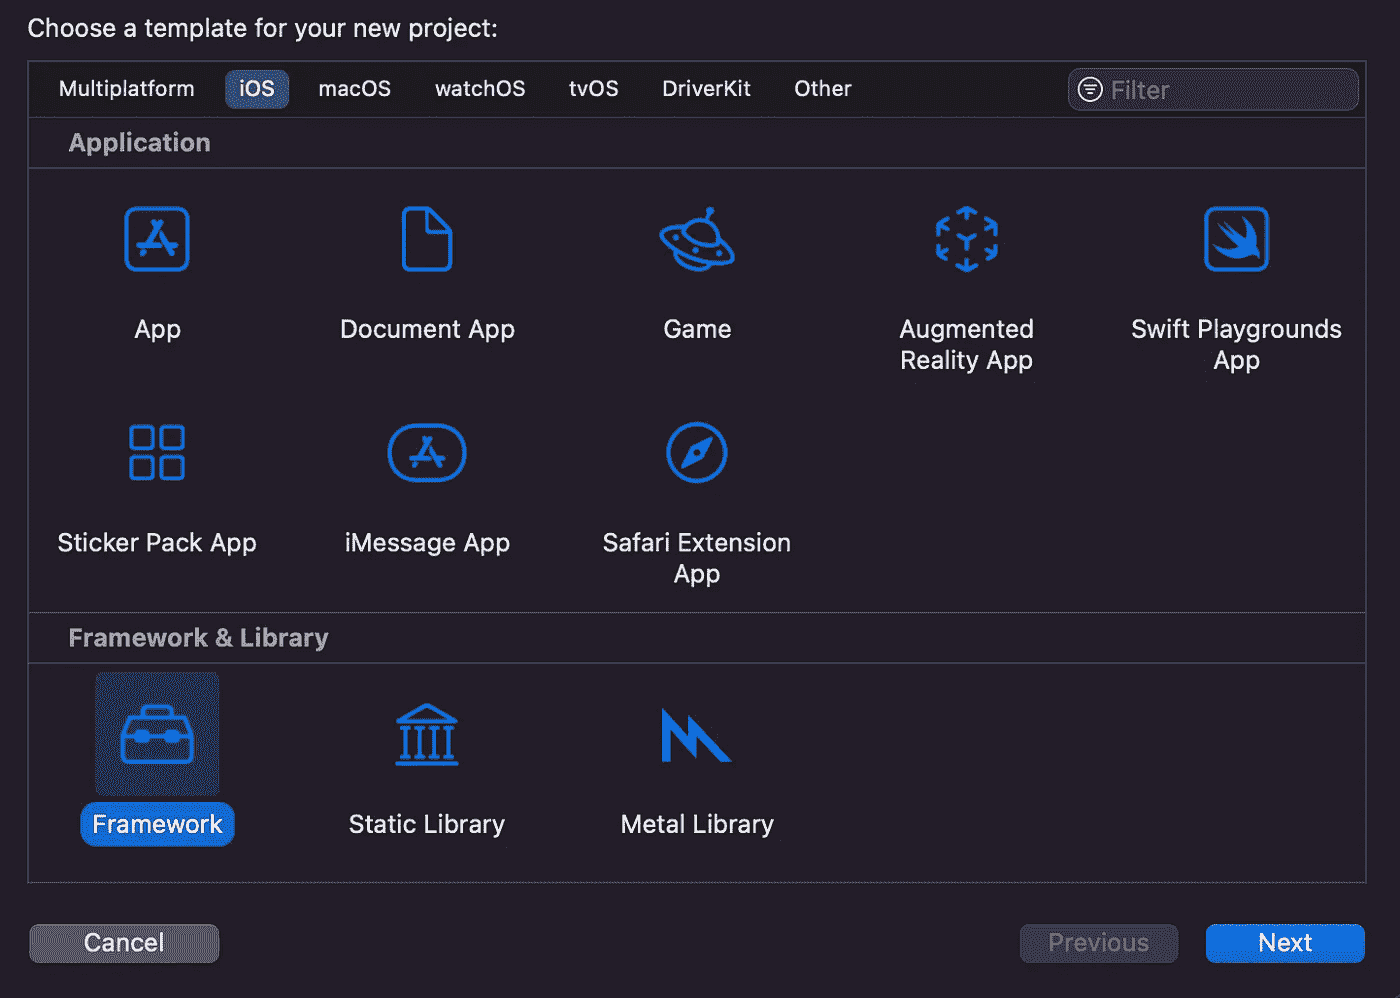 Choose a template for your new project:
Multiplatform iOS macOS watchOS tvOS DriverKit Other Filter
Application
App Document App Game Augmented Swift Playgrounds
Reality App App
Sticker Pack App iMessage App Safari Extension
App
Framework & Library
Framework Static Library Metal Library
Cancel Previous Next